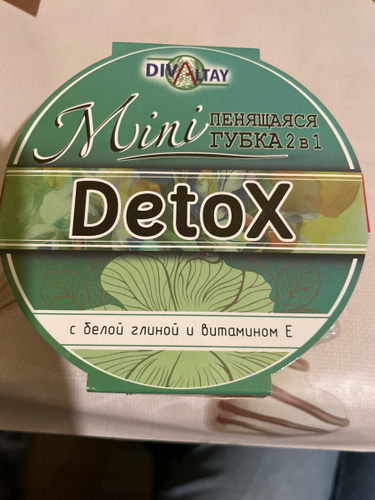 DIVALTAY
Mini
ПЕНЯЩАЯСЯ
ГУБКА 2 в 1
DetoX
с белой глиной и витамином Е